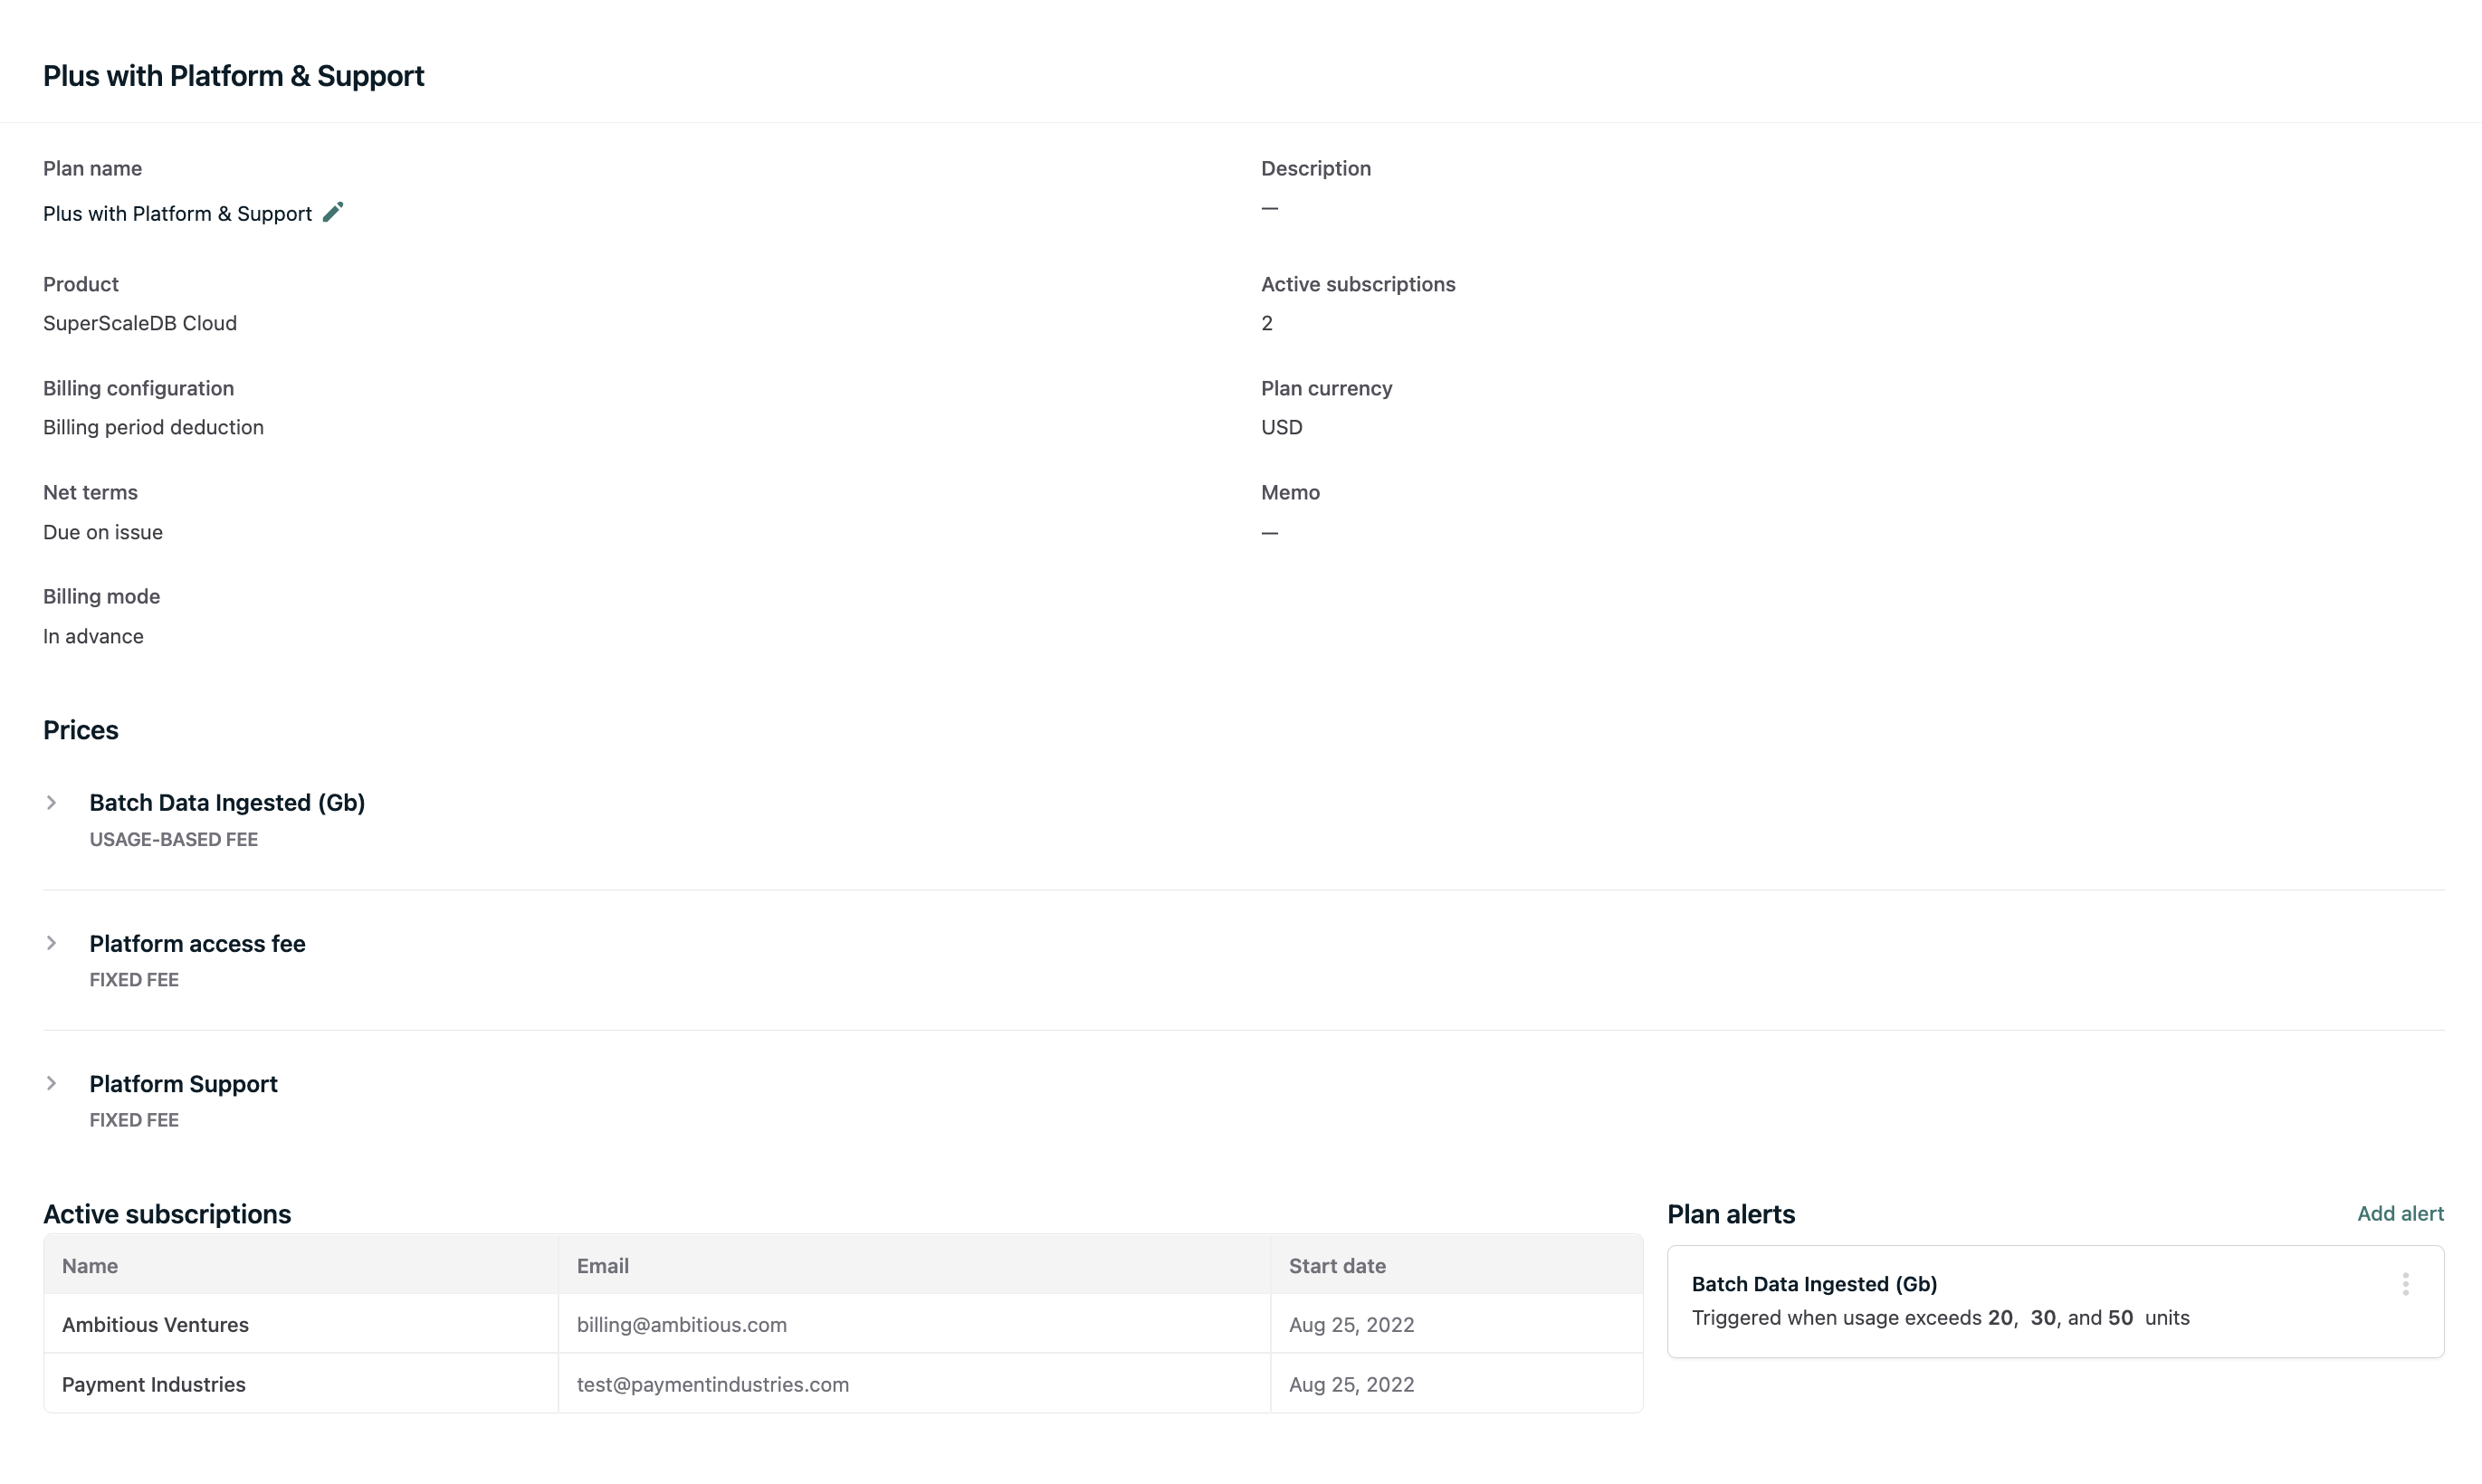 Plus with Platform & Support
Plan name
Plus with Platform & Support
Description
—
Product
SuperScaleDB Cloud
Active subscriptions
2
Billing configuration
Billing period deduction
Plan currency
USD
Net terms
Due on issue
Memo
—
Billing mode
In advance
Prices
Batch Data Ingested (Gb)
USAGE-BASED FEE
Platform access fee
FIXED FEE
Platform Support
FIXED FEE
Active subscriptions
Name Email Start date
Ambitious Ventures billing@ambitious.com Aug 25, 2022
Payment Industries test@paymentindustries.com Aug 25, 2022
Plan alerts
Add alert
Batch Data Ingested (Gb)
Triggered when usage exceeds 20, 30, and 50 units